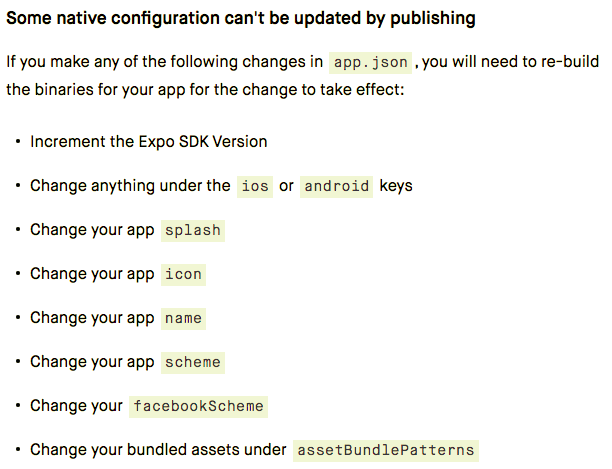 Some native configuration can't be updated by publishing
If you make any of the following changes in app.json , you will need to re-build
the binaries for your app for the change to take effect:
• Increment the Expo SDK Version
• Change anything under the ios or android keys
• Change your app splash
• Change your app icon
• Change your app name
• Change your app scheme
• Change your facebookScheme
• Change your bundled assets under assetBundlePatterns